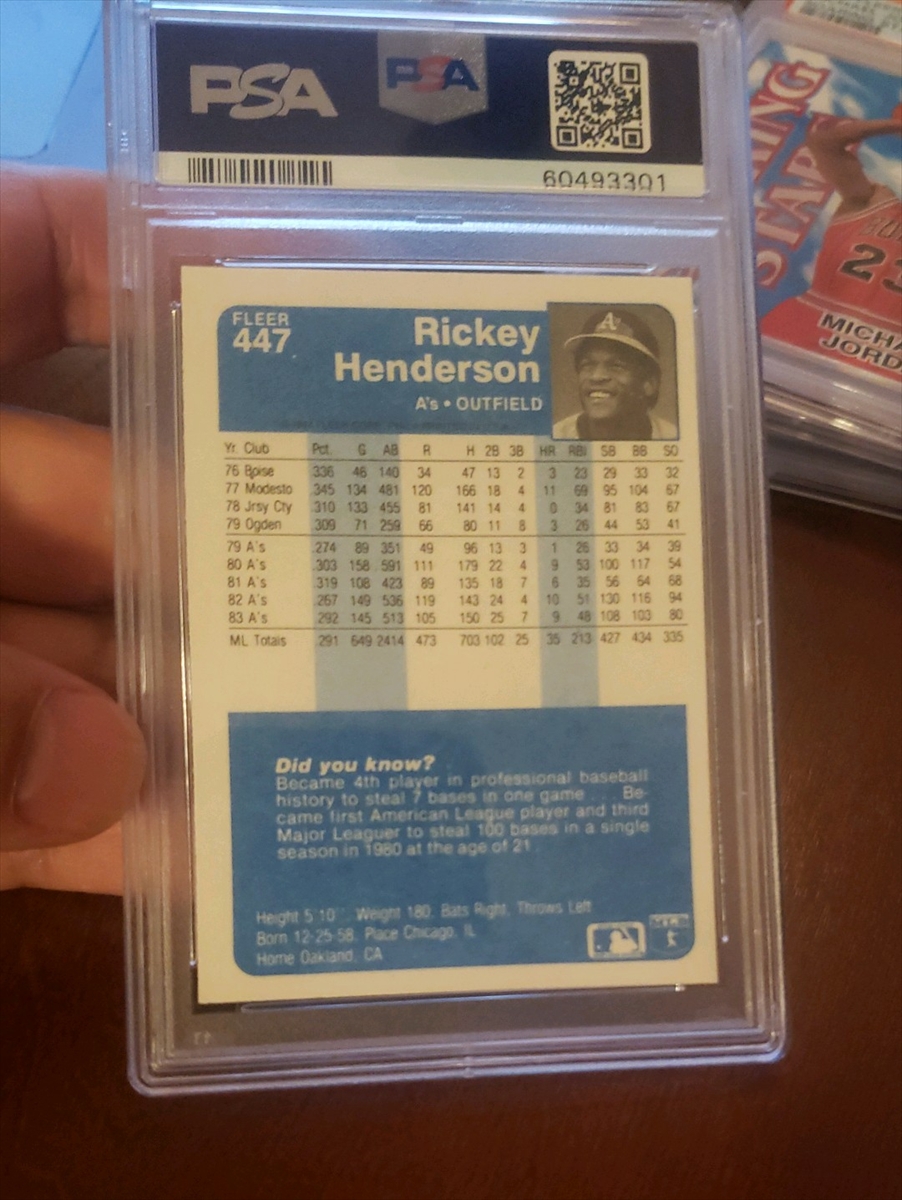 PSA
PSA
60493301
FLEER
447
Rickey
Henderson
A's • OUTFIELD
Yr. Club Pct. G AB R H 2B 3B HR RBI SB BB SO
76 Boise 336 46 140 34 47 13 2 3 23 29 33 32
77 Modesto .345 134 481 120 166 18 4 11 69 95 104 67
78 Jrsy Cty .310 133 455 81 141 14 4 0 34 81 83 67
79 Ogden 309 71 259 66 80 11 8 3 26 44 53 41
79 A's .274 89 351 49 96 13 3 1 26 33 34 39
80 A's .303 158 591 111 179 22 4 9 53 100 117 54
81 A's .319 108 423 89 135 18 7 6 35 56 64 68
82 A's .267 149 536 119 143 24 4 10 51 130 116 94
83 A's .292 145 513 105 150 25 7 9 48 108 103 80
ML Totals .291 649 2414 473 703 102 25 35 213 427 434 335
Did you know?
Became 4th player in professional baseball
history to steal 7 bases in one game . . . Be-
came first American League player and third
Major Leaguer to steal 100 bases in a single
season in 1980 at the age of 21.
Height 5'10" Weight 180 Bats Right, Throws Left
Born 12-25-58 Place Chicago, IL
Home Oakland, CA
23
MICHA
JORD